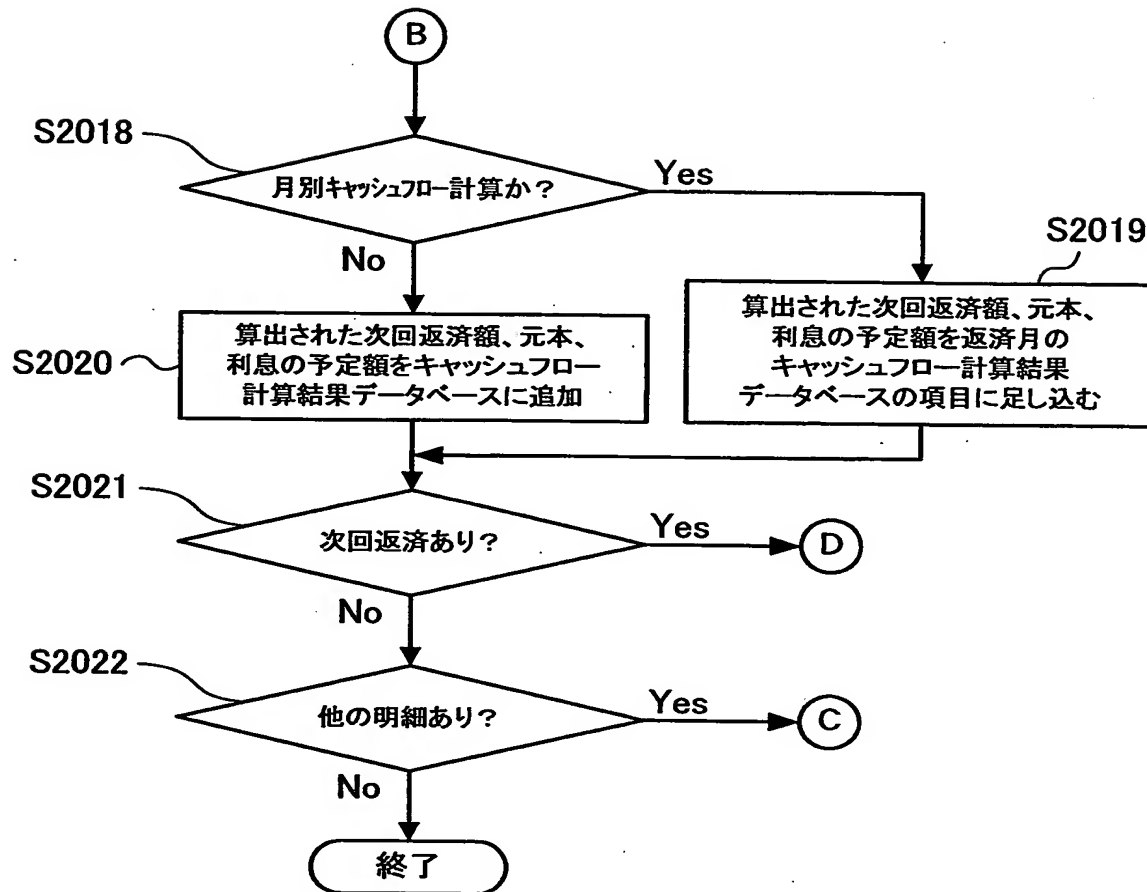 B
S2018
月別キャッシュフロー計算か？
Yes
No
S2019
算出された次回返済額、元本、
利息の予定額を返済月の
キャッシュフロー計算結果
データベースの項目に足し込む
S2020
算出された次回返済額、元本、
利息の予定額をキャッシュフロー
計算結果データベースに追加
S2021
次回返済あり？
Yes
D
No
S2022
他の明細あり？
Yes
C
No
終了